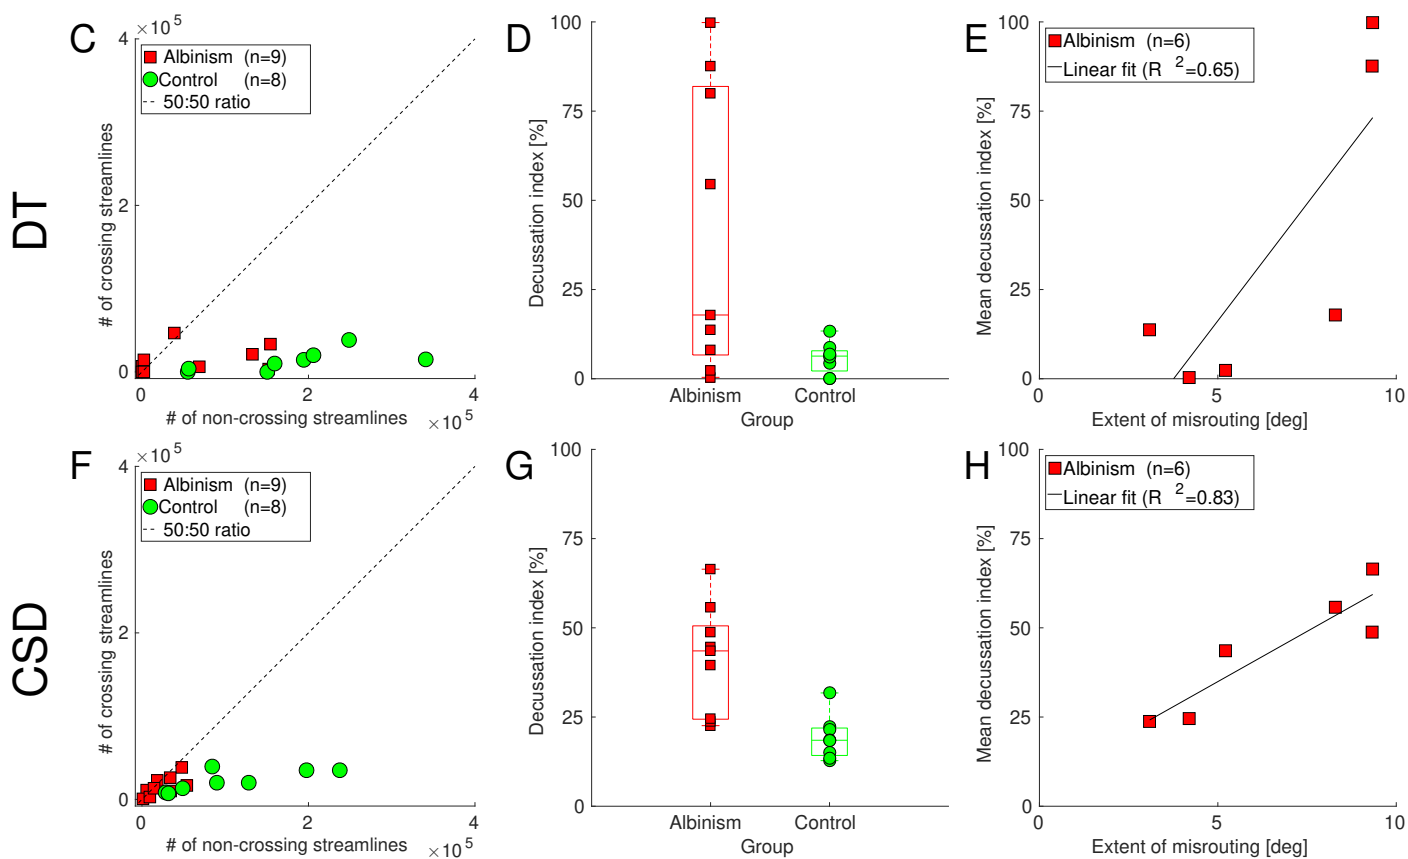 DT
C
×10^5
4
2
0
# of crossing streamlines
Albinism (n=9)
Control (n=8)
50:50 ratio
0 2 4
# of non-crossing streamlines ×10^5
D
100
75
50
25
0
Decussation index [%]
Albinism Control
Group
E
100
75
50
25
0
Mean decussation index [%]
Albinism (n=6)
Linear fit (R ^2=0.65)
0 5 10
Extent of misrouting [deg]
CSD
F
×10^5
4
2
0
# of crossing streamlines
Albinism (n=9)
Control (n=8)
50:50 ratio
0 2 4
# of non-crossing streamlines ×10^5
G
100
75
50
25
0
Decussation index [%]
Albinism Control
Group
H
100
75
50
25
0
Mean decussation index [%]
Albinism (n=6)
Linear fit (R ^2=0.83)
0 5 10
Extent of misrouting [deg]